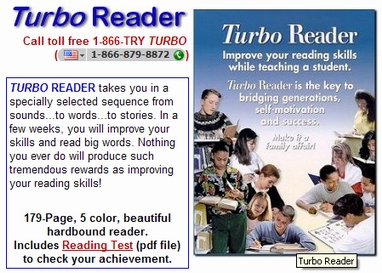 Turbo Reader
Call toll free 1-866-TRY TURBO
( 1-866-879-8872 )
TURBO READER takes you in a
specially selected sequence from
sounds...to words...to stories. In a
few weeks, you will improve your
skills and read big words. Nothing
you ever do will produce such
tremendous rewards as improving
your reading skills!
179-Page, 5 color, beautiful
hardbound reader.
Includes Reading Test (pdf file)
to check your achievement.
Turbo Reader
Improve your reading skills
while teaching a student.
Turbo Reader is the key to
bridging generations,
self-motivation
and success.
Make it a
family affair!
Turbo Reader